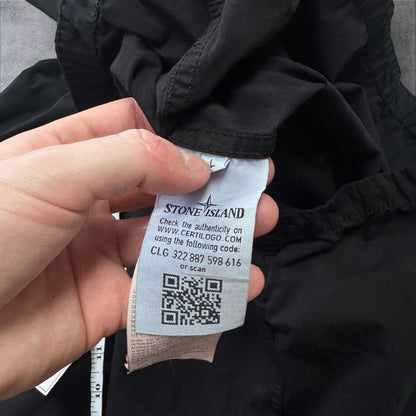 STONE ISLAND
Check the authenticity on
WWW.CERTILOGO.COM
using the following code:
CLG 322 887 598 616
or scan
10